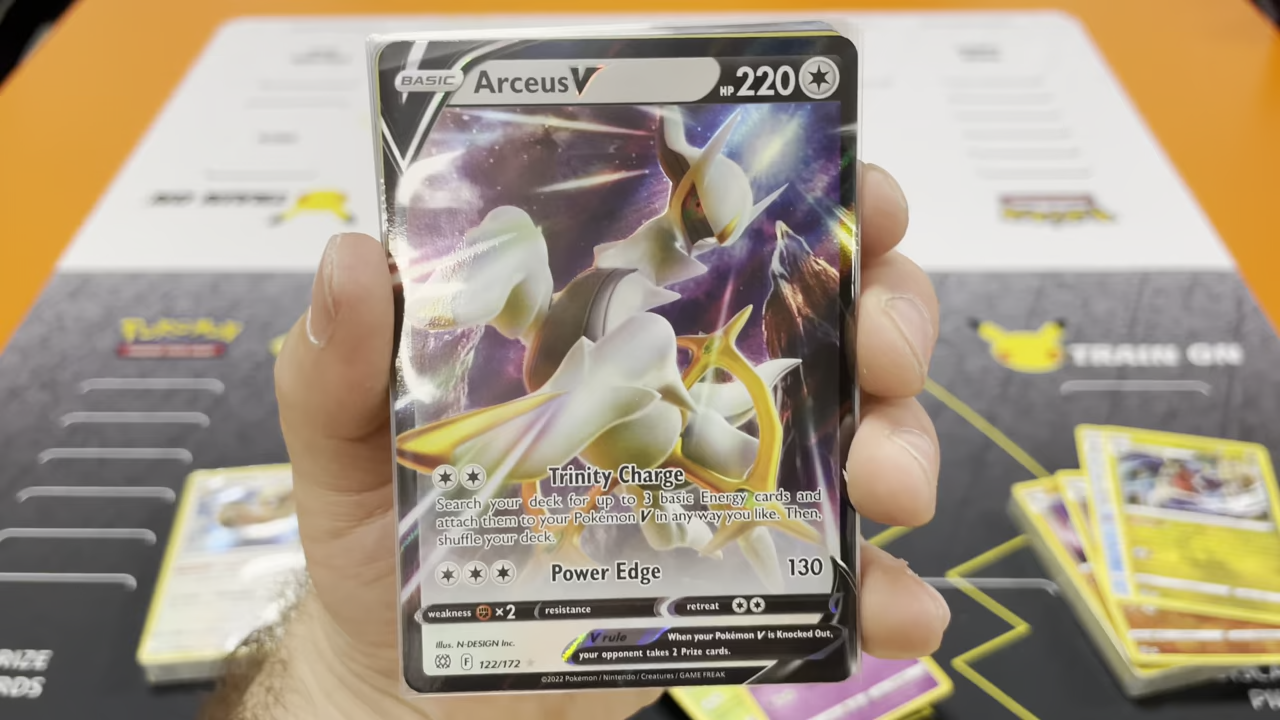 BASIC Arceus V HP 220
Trinity Charge
Search your deck for up to 3 basic Energy cards and
attach them to your Pokémon V in any way you like. Then,
shuffle your deck.
Power Edge 130
weakness ×2 resistance retreat
Illus. N-DESIGN Inc.
F 122/172
V rule When your Pokémon V is Knocked Out,
your opponent takes 2 Prize cards.
©2022 Pokémon / Nintendo / Creatures / GAME FREAK
Pokémon
TRAIN ON